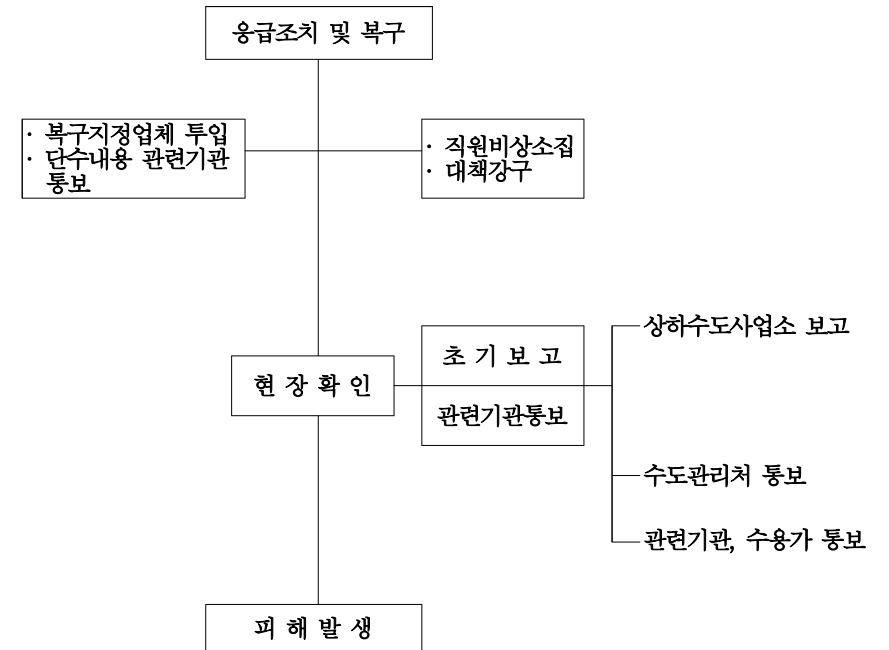 응급조치 및 복구
· 복구지정업체 투입
· 단수내용 관련기관
통보
· 직원비상소집
· 대책강구
상하수도사업소 보고
초 기 보 고
현 장 확 인
관련기관통보
수도관리처 통보
관련기관, 수용가 통보
피 해 발 생